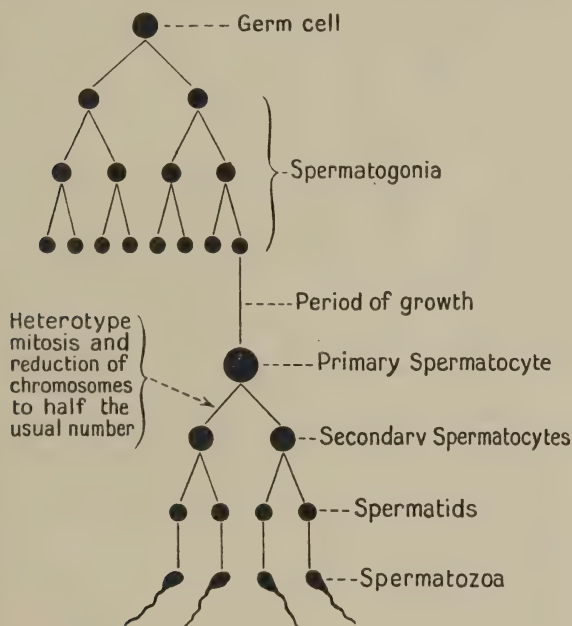 Germ cell
Spermatogonia
Period of growth
Heterotype
mitosis and
reduction of
chromosomes
to half the
usual number
Primary Spermatocyte
Secondary Spermatocytes
Spermatids
Spermatozoa